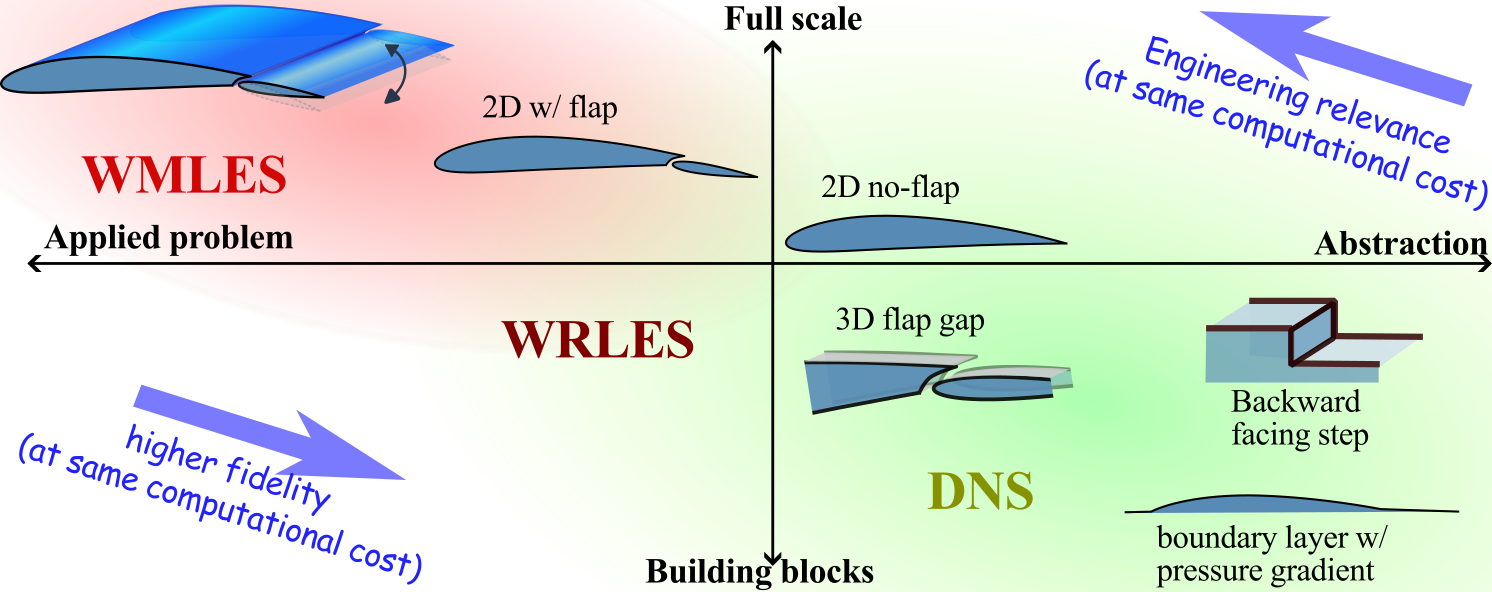 Full scale
Engineering relevance
(at same computational cost)
2D w/ flap
WMLES
2D no-flap
Applied problem
Abstraction
3D flap gap
WRLES
Backward
facing step
higher fidelity
(at same computational cost)
DNS
boundary layer w/
pressure gradient
Building blocks